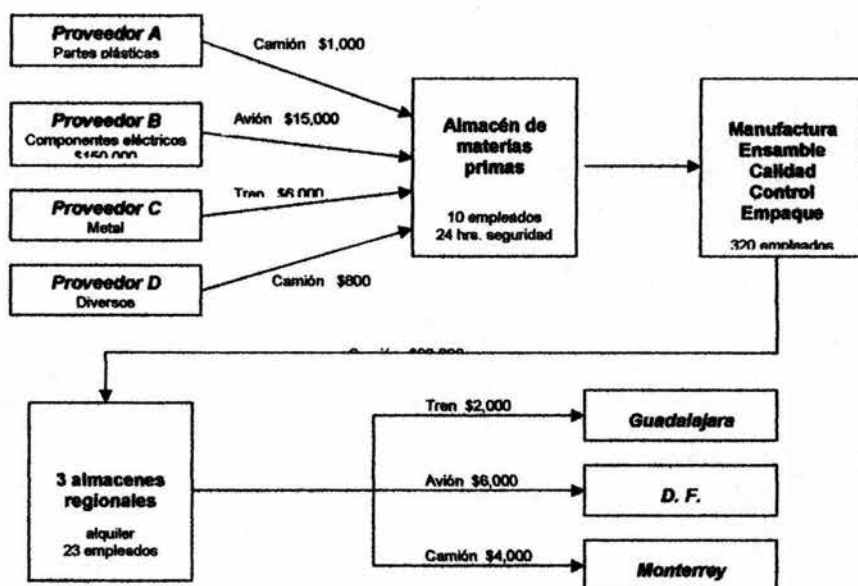 Proveedor A
Partes plásticas
Camión $1,000
Proveedor B
Componentes eléctricos
$150,000
Avión $15,000
Proveedor C
Metal
Tren $6,000
Proveedor D
Diversos
Camión $800
Almacén de
materias
primas
10 empleados
24 hrs. seguridad
Manufactura
Ensamble
Calidad
Control
Empaque
320 empleados
3 almacenes
regionales
alquiler
23 empleados
Tren $2,000
Guadalajara
Avión $6,000
D. F.
Camión $4,000
Monterrey